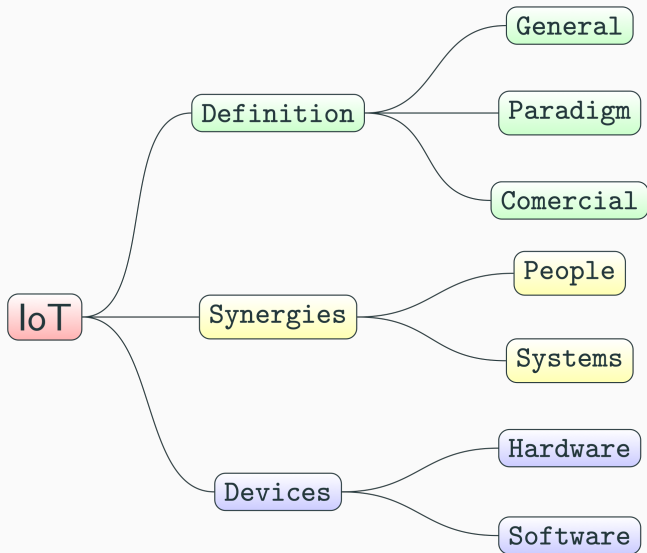 IoT
Definition
General
Paradigm
Comercial
Synergies
People
Systems
Devices
Hardware
Software